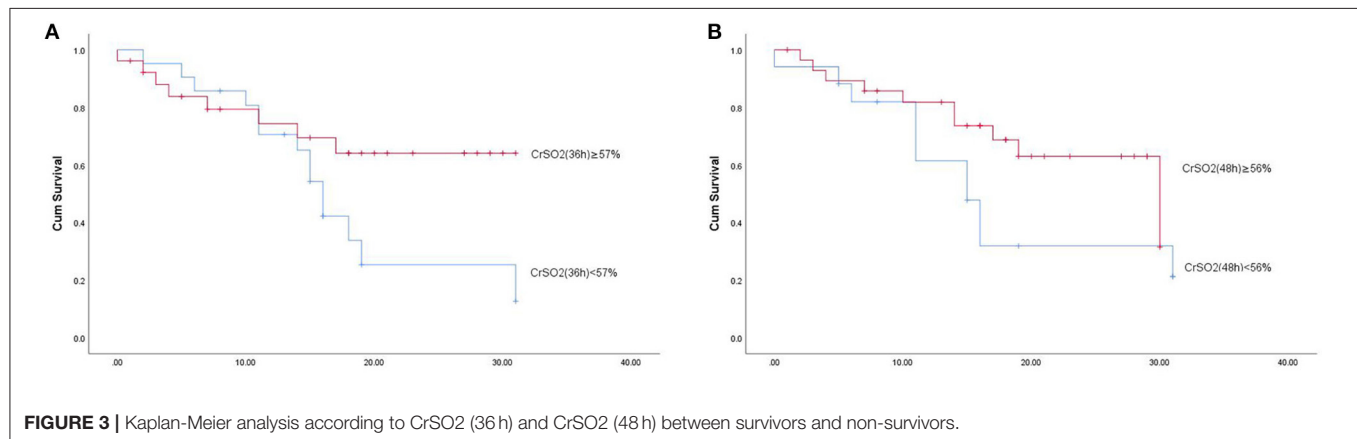 A
1.0
0.8
0.6
0.4
0.2
0.0
Cum Survival
.00 10.00 20.00 30.00 40.00
CrSO2(36h)≥57%
CrSO2(36h)<57%
B
1.0
0.8
0.6
0.4
0.2
0.0
Cum Survival
.00 10.00 20.00 30.00 40.00
CrSO2(48h)≥56%
CrSO2(48h)<56%
FIGURE 3 | Kaplan-Meier analysis according to CrSO2 (36 h) and CrSO2 (48 h) between survivors and non-survivors.